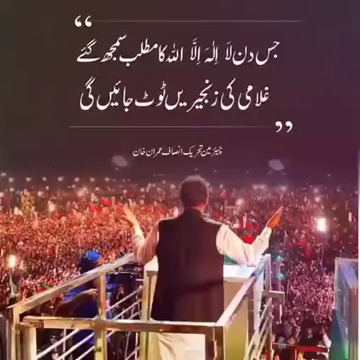 “
جس دن لَا اِلٰہَ اِلَّا اللہ کا مطلب سمجھ گئے
غلامی کی زنجیریں ٹوٹ جائیں گی
”
چیئرمین تحریک انصاف عمران خان